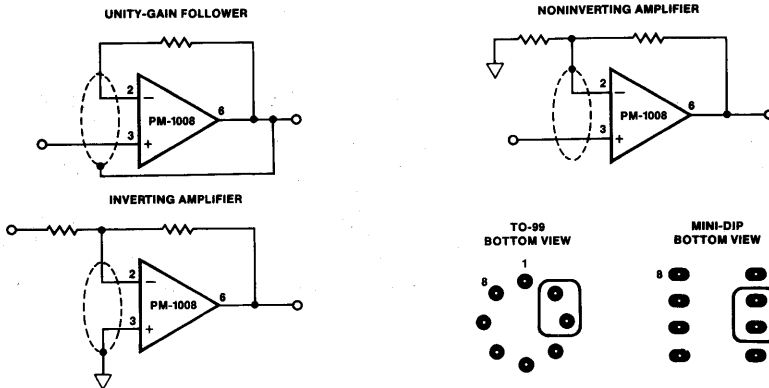 UNITY-GAIN FOLLOWER
2
6
PM-1008
3
−
+
NONINVERTING AMPLIFIER
2
6
PM-1008
3
−
+
INVERTING AMPLIFIER
2
6
PM-1008
3
−
+
TO-99
BOTTOM VIEW
1
8
MINI-DIP
BOTTOM VIEW
8